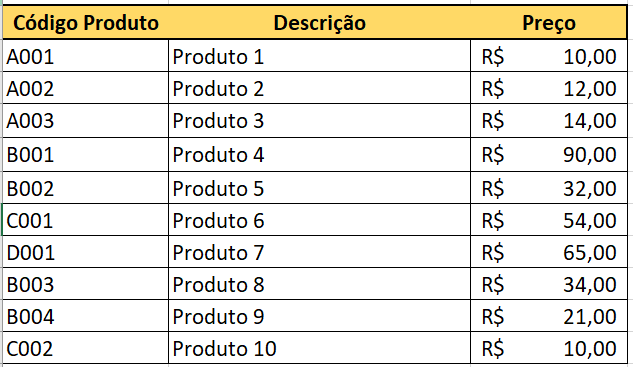 Código Produto Descrição Preço
A001 Produto 1 R$ 10,00
A002 Produto 2 R$ 12,00
A003 Produto 3 R$ 14,00
B001 Produto 4 R$ 90,00
B002 Produto 5 R$ 32,00
C001 Produto 6 R$ 54,00
D001 Produto 7 R$ 65,00
B003 Produto 8 R$ 34,00
B004 Produto 9 R$ 21,00
C002 Produto 10 R$ 10,00